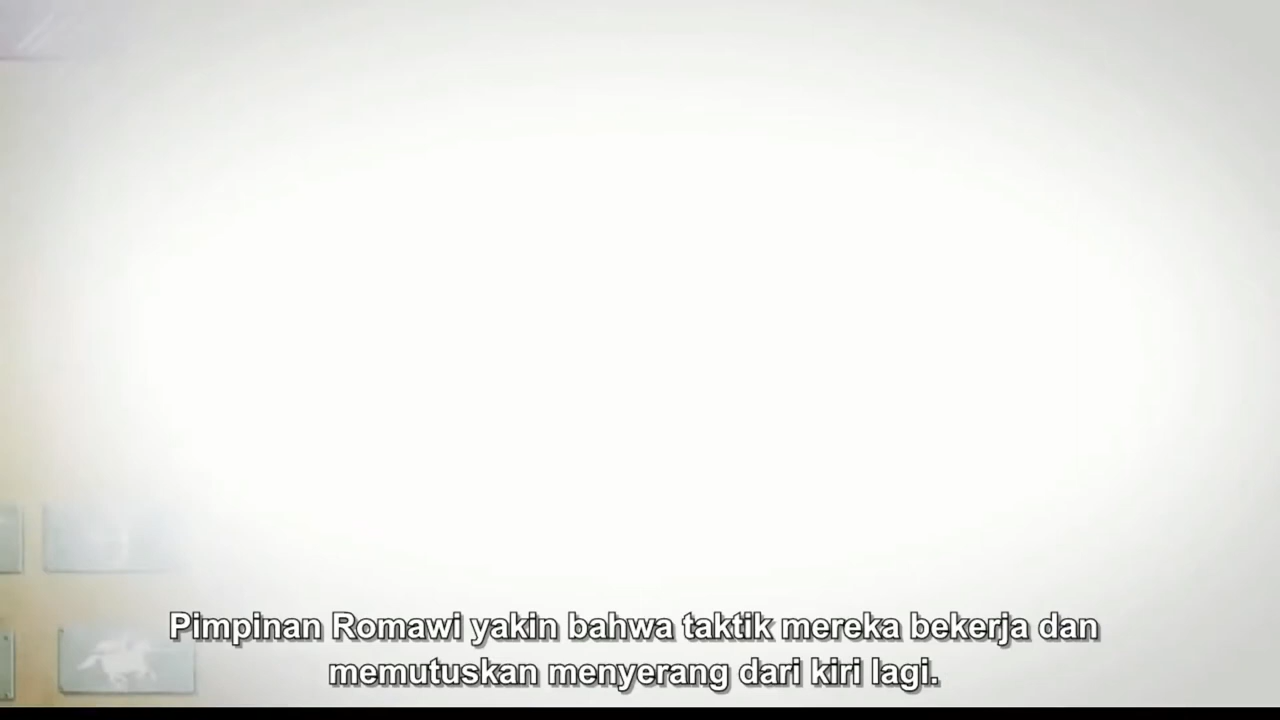 Pimpinan Romawi yakin bahwa taktik mereka bekerja dan
memutuskan menyerang dari kiri lagi.